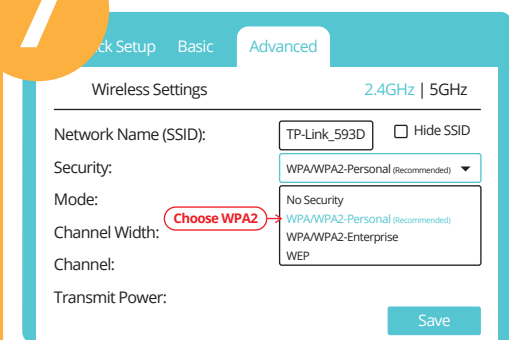 7
Quick Setup Basic Advanced
Wireless Settings 2.4GHz | 5GHz
Network Name (SSID): TP-Link_593D Hide SSID
Security: WPA/WPA2-Personal (Recommended)
Mode: No Security
Choose WPA2 WPA/WPA2-Personal (Recommended)
Channel Width: WPA/WPA2-Enterprise
WEP
Channel:
Transmit Power:
Save